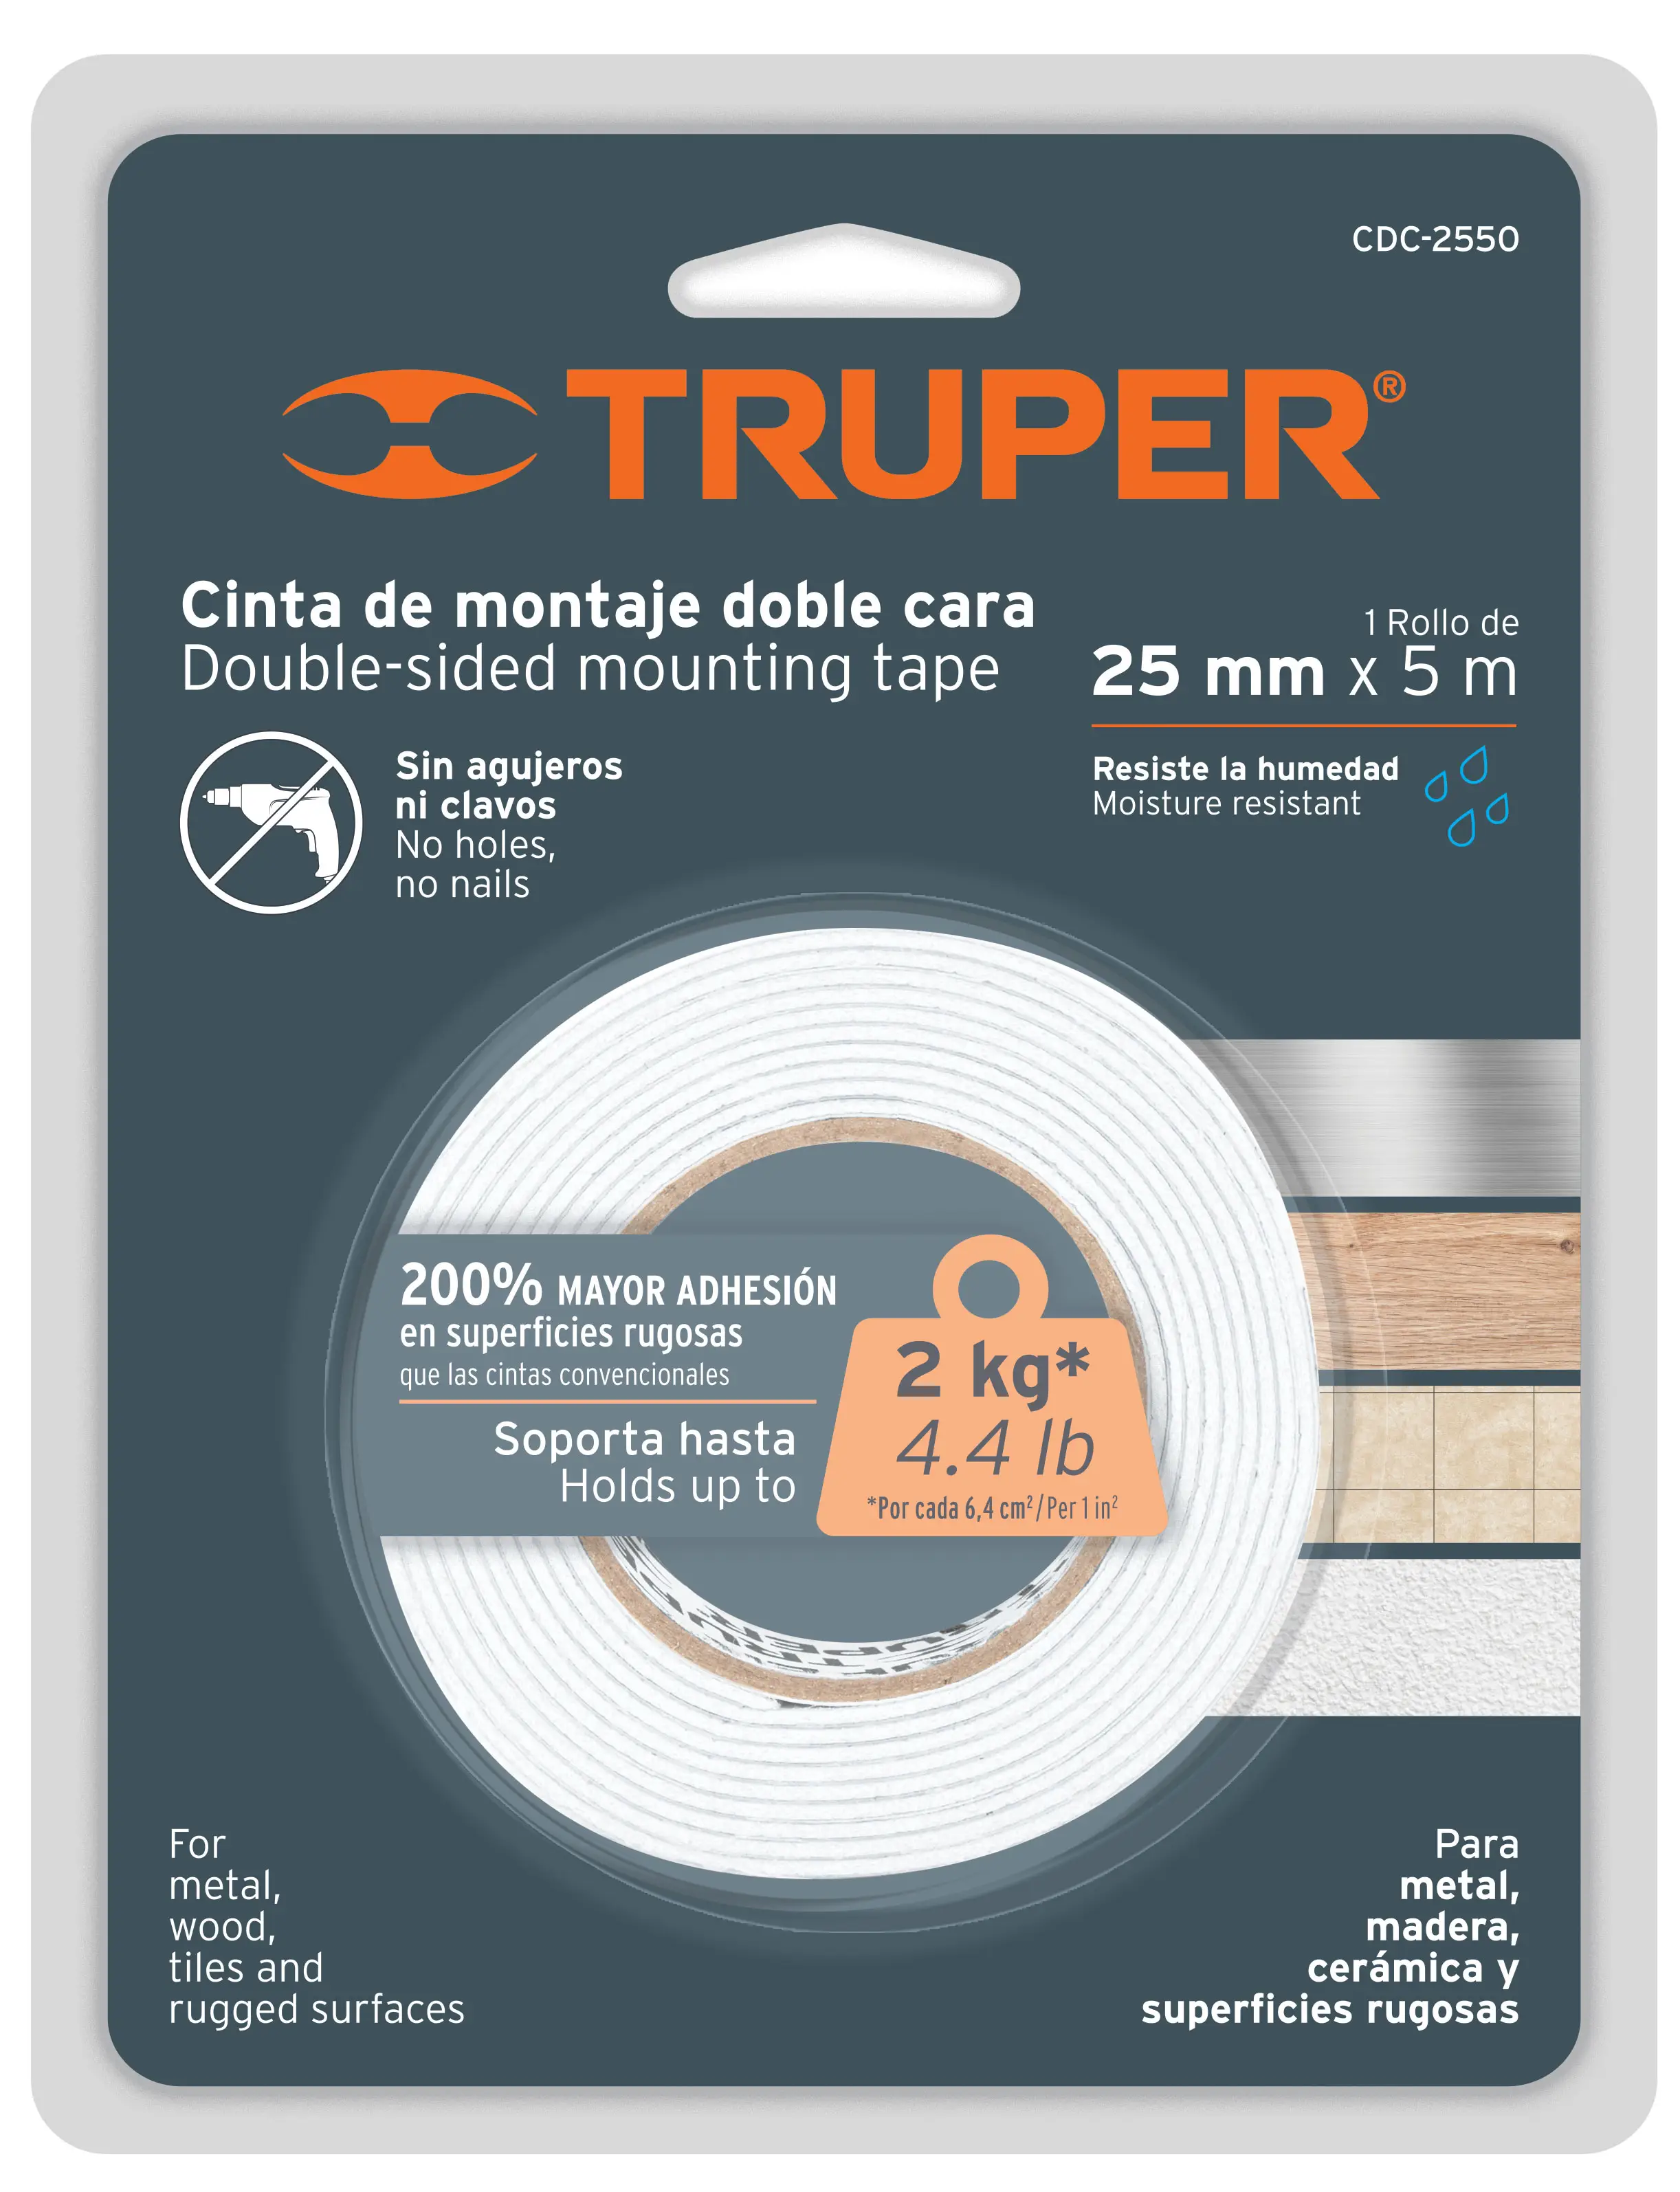 CDC-2550
TRUPER®
Cinta de montaje doble cara
Double-sided mounting tape
1 Rollo de
25 mm x 5 m
Sin agujeros
ni clavos
No holes,
no nails
Resiste la humedad
Moisture resistant
200% MAYOR ADHESIÓN
en superficies rugosas
que las cintas convencionales
Soporta hasta
Holds up to
2 kg*
4.4 lb
*Por cada 6,4 cm²/Per 1 in²
For
metal,
wood,
tiles and
rugged surfaces
Para
metal,
madera,
cerámica y
superficies rugosas